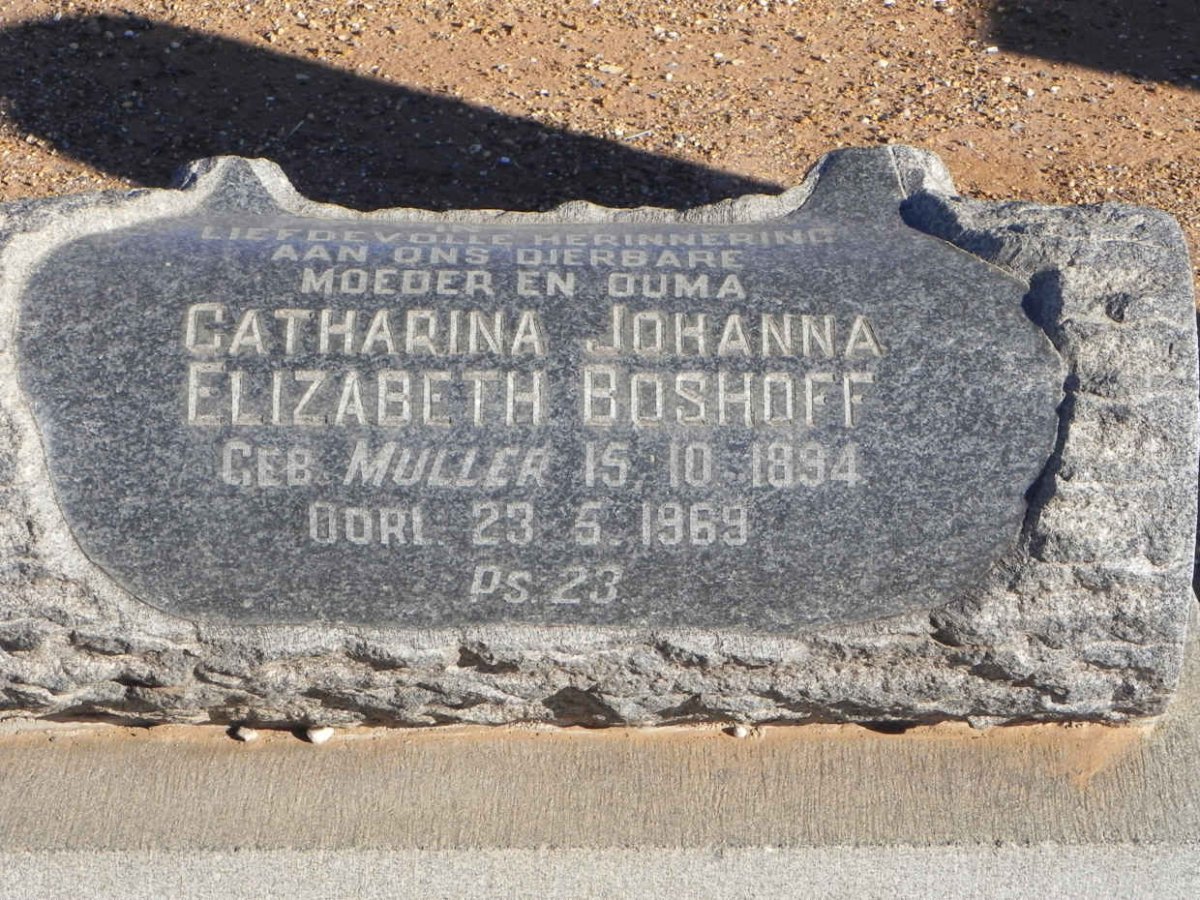 IN
LIEFDEVOLLE HERINNERING
AAN ONS DIERBARE
MOEDER EN OUMA
CATHARINA JOHANNA
ELIZABETH BOSHOFF
GEB. MULLER 15. 10. 1894
OORL. 23. 5. 1969
PS. 23